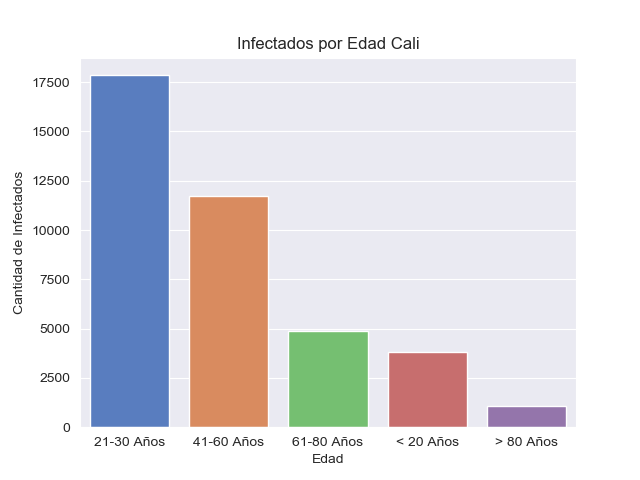 Infectados por Edad Cali
Cantidad de Infectados
17500
15000
12500
10000
7500
5000
2500
0
21-30 Años
41-60 Años
61-80 Años
< 20 Años
> 80 Años
Edad